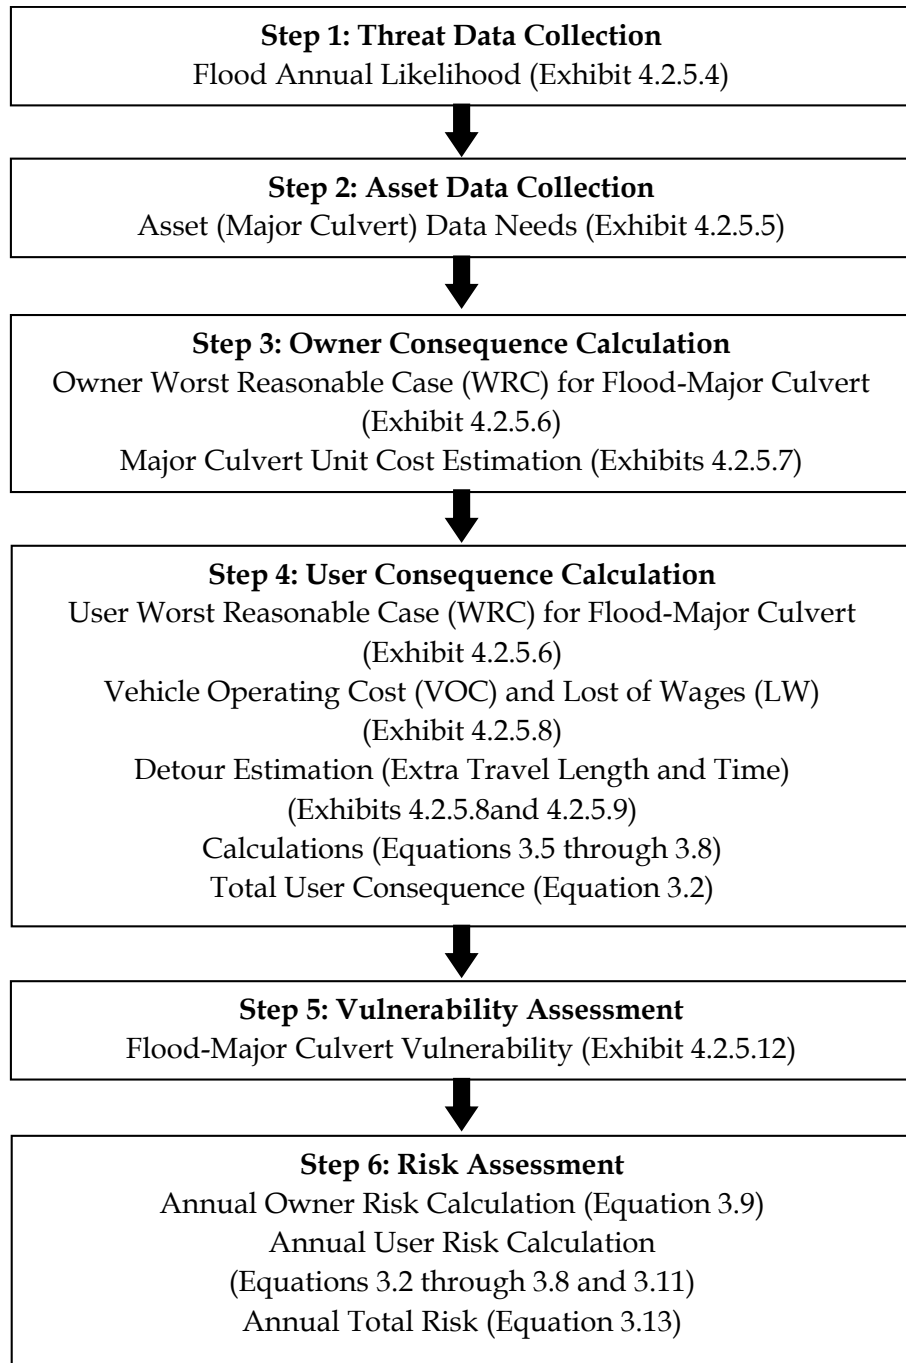 Step 1: Threat Data Collection
Flood Annual Likelihood (Exhibit 4.2.5.4)
Step 2: Asset Data Collection
Asset (Major Culvert) Data Needs (Exhibit 4.2.5.5)
Step 3: Owner Consequence Calculation
Owner Worst Reasonable Case (WRC) for Flood-Major Culvert
(Exhibit 4.2.5.6)
Major Culvert Unit Cost Estimation (Exhibits 4.2.5.7)
Step 4: User Consequence Calculation
User Worst Reasonable Case (WRC) for Flood-Major Culvert
(Exhibit 4.2.5.6)
Vehicle Operating Cost (VOC) and Lost of Wages (LW)
(Exhibit 4.2.5.8)
Detour Estimation (Extra Travel Length and Time)
(Exhibits 4.2.5.8and 4.2.5.9)
Calculations (Equations 3.5 through 3.8)
Total User Consequence (Equation 3.2)
Step 5: Vulnerability Assessment
Flood-Major Culvert Vulnerability (Exhibit 4.2.5.12)
Step 6: Risk Assessment
Annual Owner Risk Calculation (Equation 3.9)
Annual User Risk Calculation
(Equations 3.2 through 3.8 and 3.11)
Annual Total Risk (Equation 3.13)